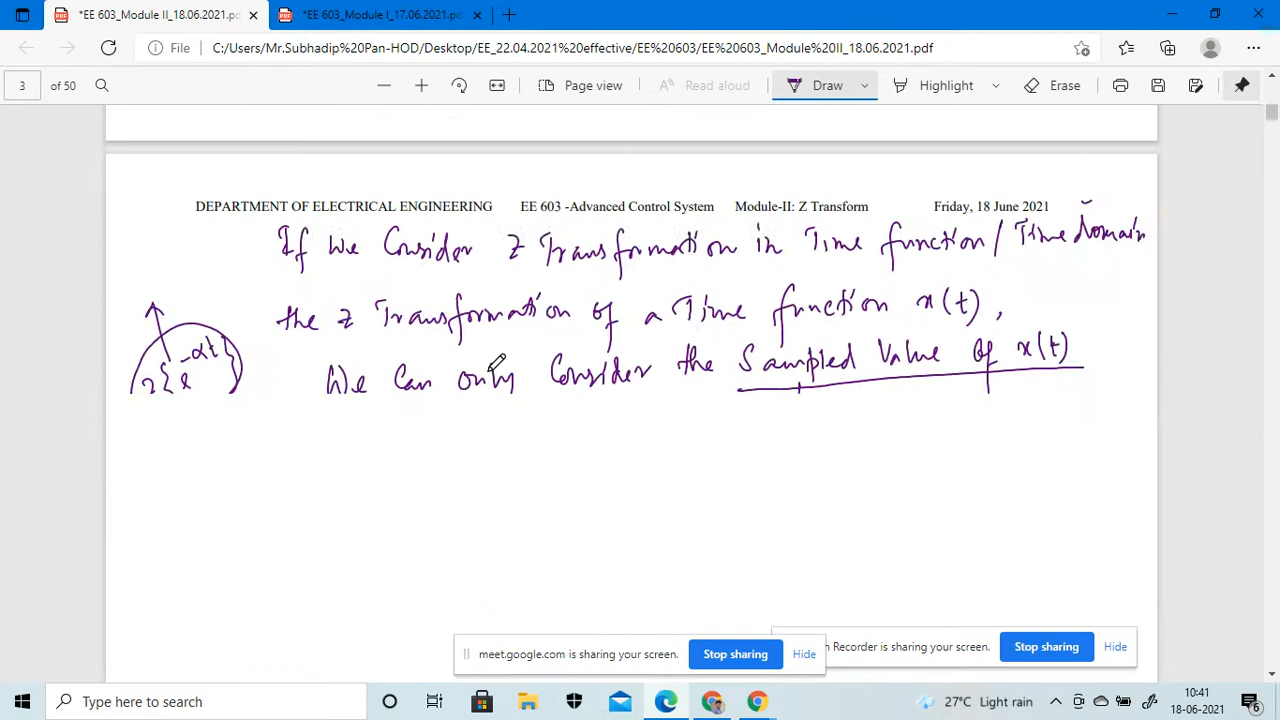 *EE 603_Module II_18.06.2021.pd
*EE 603_Module I_17.06.2021.pd
File
C:/Users/Mr.Subhadip%20Pan-HOD/Desktop/EE_22.04.2021%20effective/EE%20603/EE%20603_Module%20II_18.06.2021.pdf
3 of 50
Page view
Read aloud
Draw
Highlight
Erase
DEPARTMENT OF ELECTRICAL ENGINEERING EE 603 -Advanced Control System Module-II: Z Transform Friday, 18 June 2021
If we Consider Z Transformation in Time function / Time domain
the z Transformation of a Time function x(t),
We Can only Consider the Sampled Value of x(t)
z{e^-αt}
meet.google.com is sharing your screen.
Stop sharing
Hide
n Recorder is sharing your screen.
Stop sharing
Hide
Type here to search
27°C Light rain
10:41
18-06-2021
6